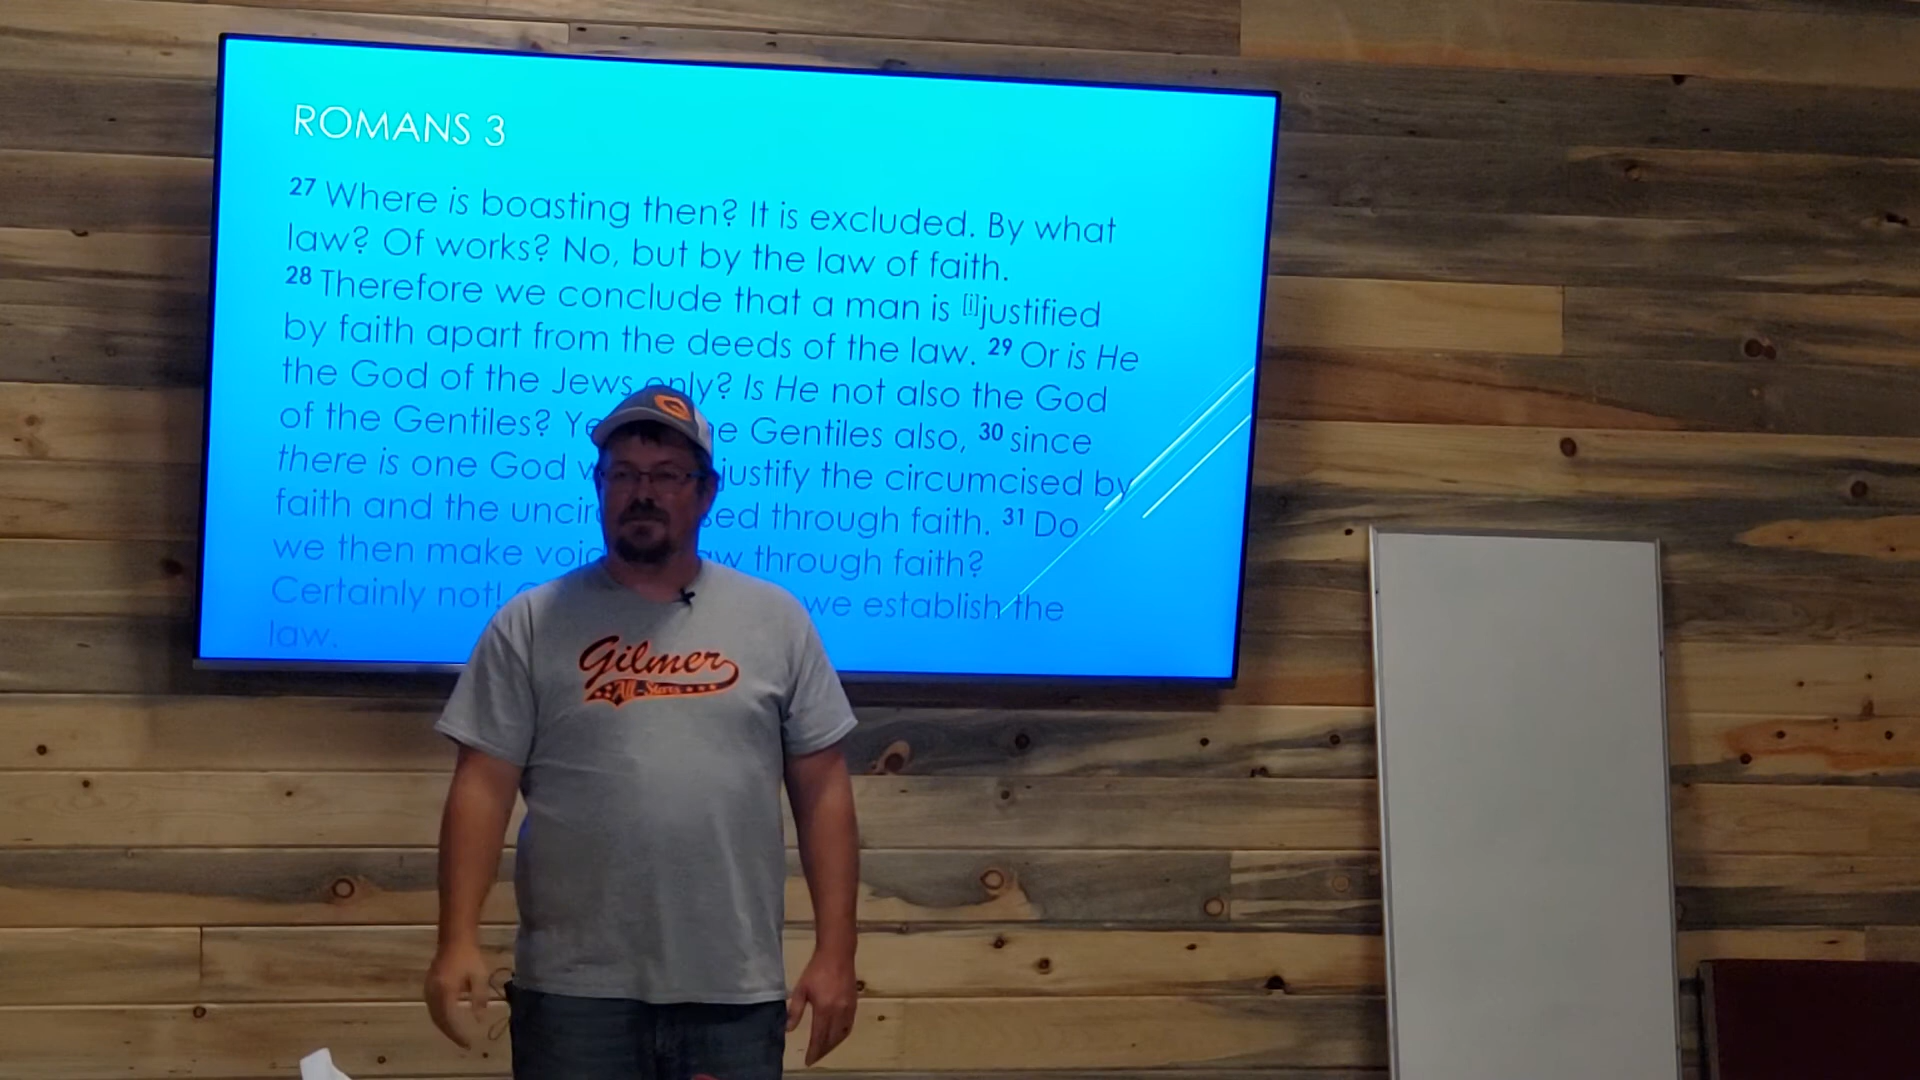 ROMANS 3
27 Where is boasting then? It is excluded. By what
law? Of works? No, but by the law of faith.
28 Therefore we conclude that a man is [i]justified
by faith apart from the deeds of the law. 29 Or is He
the God of the Jews only? Is He not also the God
of the Gentiles? Gentiles also, 30 since
there is one God justify the circumcised by
faith and the through faith. 31 Do
we then make through faith?
Certainly not! we establish the
law.
Gilmer
All-Stars